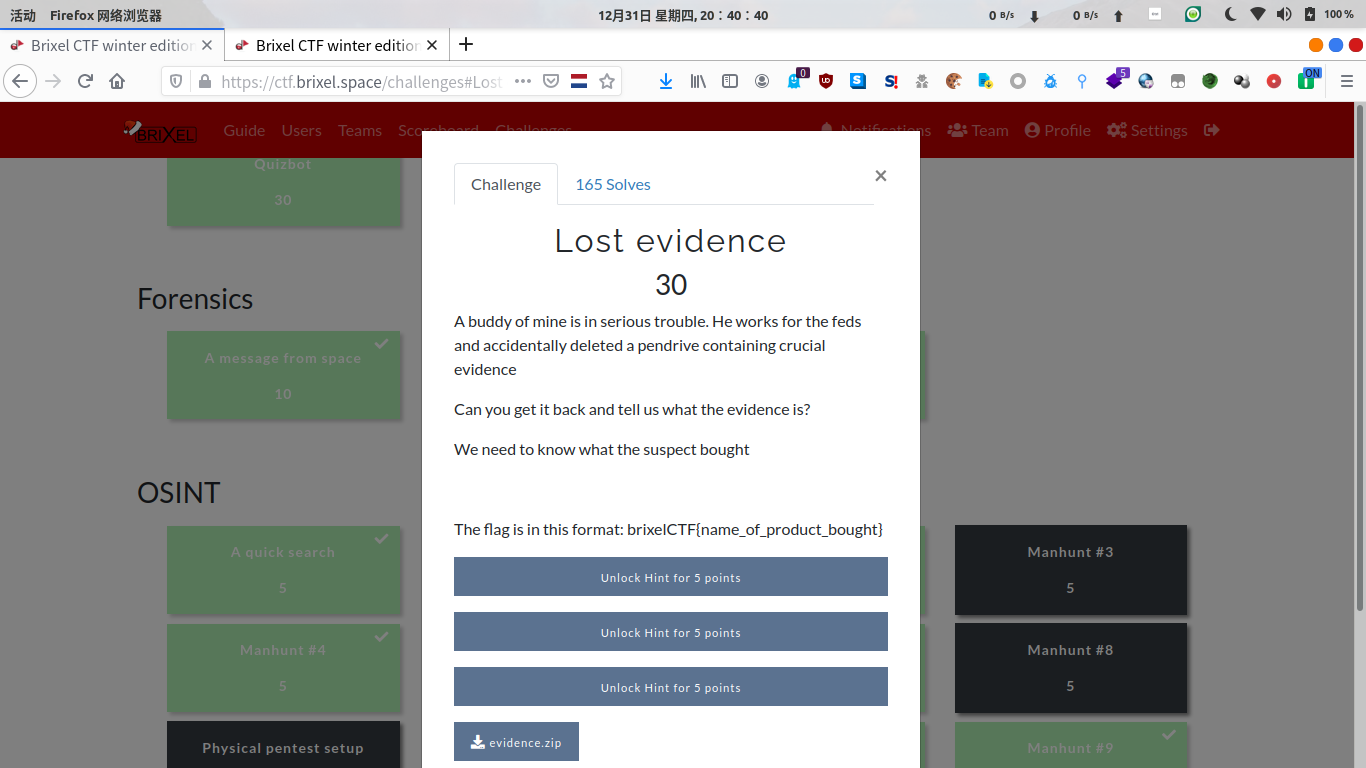 活动 Firefox 网络浏览器 12月31日 星期四, 20：40：40 0 B/s 0 B/s 100 %
Brixel CTF winter edition Brixel CTF winter edition
https://ctf.brixel.space/challenges#Lost
0 5 ON
BRIXEL Guide Users Teams Scoreboard Challenges Notifications Team Profile Settings
Quizbot
30
Challenge 165 Solves
Lost evidence
30
A buddy of mine is in serious trouble. He works for the feds
and accidentally deleted a pendrive containing crucial
evidence
Can you get it back and tell us what the evidence is?
We need to know what the suspect bought
The flag is in this format: brixelCTF{name_of_product_bought}
Unlock Hint for 5 points
Unlock Hint for 5 points
Unlock Hint for 5 points
evidence.zip
Forensics
A message from space
10
OSINT
A quick search
5
Manhunt #3
5
Manhunt #4
5
Manhunt #8
5
Physical pentest setup
Manhunt #9